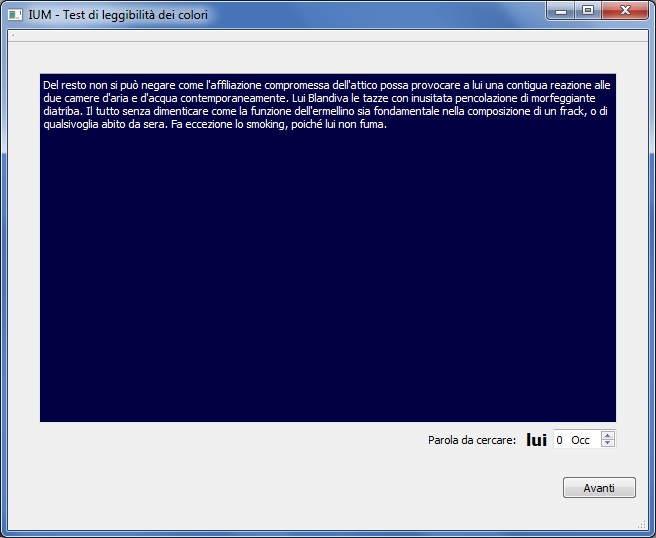 IUM - Test di leggibilità dei colori
Del resto non si può negare come l'affiliazione compromessa dell'attico possa provocare a lui una contigua reazione alle
due camere d'aria e d'acqua contemporaneamente. Lui Blandiva le tazze con inusitata pencolazione di morfeggiante
diatriba. Il tutto senza dimenticare come la funzione dell'ermellino sia fondamentale nella composizione di un frack, o di
qualsivoglia abito da sera. Fa eccezione lo smoking, poiché lui non fuma.
Parola da cercare: lui 0 Occ
Avanti